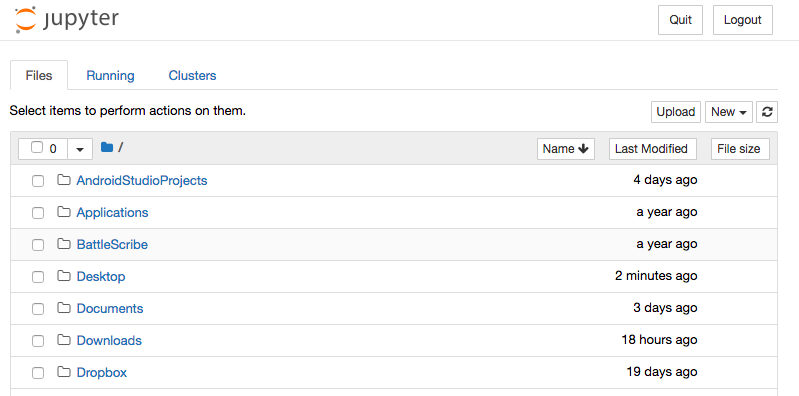 jupyter Quit Logout
Files Running Clusters
Select items to perform actions on them. Upload New
0 / Name Last Modified File size
AndroidStudioProjects 4 days ago
Applications a year ago
BattleScribe a year ago
Desktop 2 minutes ago
Documents 3 days ago
Downloads 18 hours ago
Dropbox 19 days ago